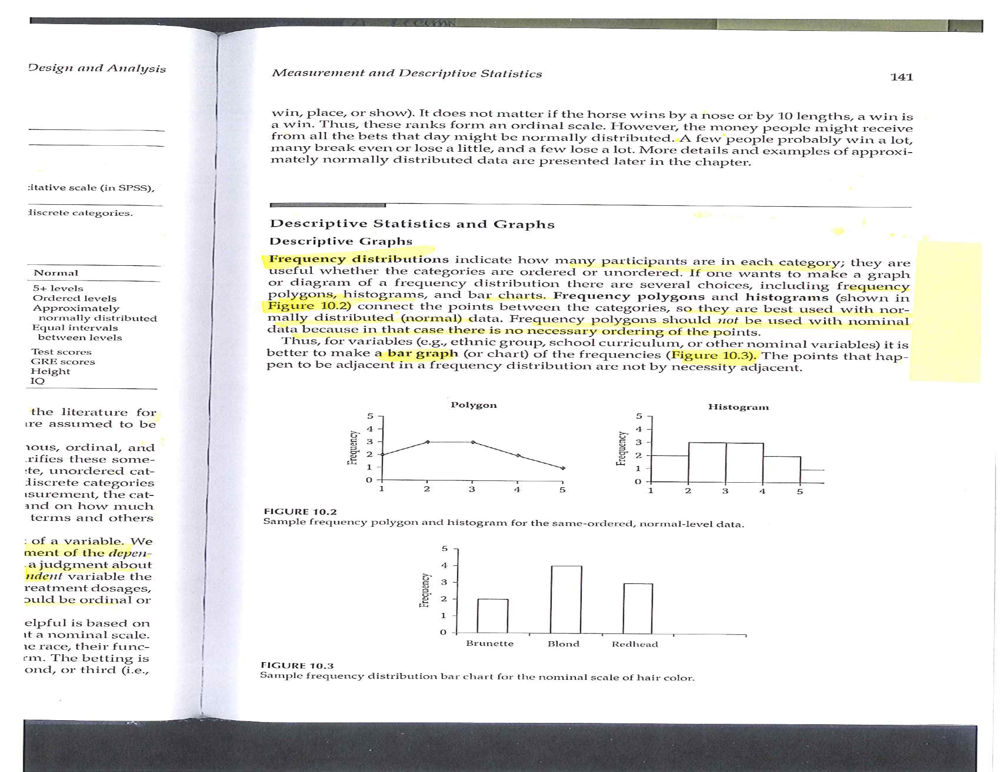 Design and Analysis
:itative scale (in SPSS),
discrete categories.
Normal
5+ levels
Ordered levels
Approximately
normally distributed
Equal intervals
between levels
Test scores
GRE scores
Height
IQ
the literature for
are assumed to be
nous, ordinal, and
rifies these some-
te, unordered cat-
discrete categories
asurement, the cat-
and on how much
terms and others
: of a variable. We
ment of the depen-
a judgment about
ndent variable the
reatment dosages,
ould be ordinal or
elpful is based on
at a nominal scale.
he race, their func-
rm. The betting is
ond, or third (i.e.,
Measurement and Descriptive Statistics
141
win, place, or show). It does not matter if the horse wins by a nose or by 10 lengths, a win is
a win. Thus, these ranks form an ordinal scale. However, the money people might receive
from all the bets that day might be normally distributed. A few people probably win a lot,
many break even or lose a little, and a few lose a lot. More details and examples of approxi-
mately normally distributed data are presented later in the chapter.
Descriptive Statistics and Graphs
Descriptive Graphs
Frequency distributions indicate how many participants are in each category; they are
useful whether the categories are ordered or unordered. If one wants to make a graph
or diagram of a frequency distribution there are several choices, including frequency
polygons, histograms, and bar charts. Frequency polygons and histograms (shown in
Figure 10.2) connect the points between the categories, so they are best used with nor-
mally distributed (normal) data. Frequency polygons should not be used with nominal
data because in that case there is no necessary ordering of the points.
Thus, for variables (e.g., ethnic group, school curriculum, or other nominal variables) it is
better to make a bar graph (or chart) of the frequencies (Figure 10.3). The points that hap-
pen to be adjacent in a frequency distribution are not by necessity adjacent.
Polygon
Frequency
5
4
3
2
1
0
1 2 3 4 5
Histogram
Frequency
5
4
3
2
1
0
1 2 3 4 5
FIGURE 10.2
Sample frequency polygon and histogram for the same-ordered, normal-level data.
Frequency
5
4
3
2
1
0
Brunette Blond Redhead
FIGURE 10.3
Sample frequency distribution bar chart for the nominal scale of hair color.